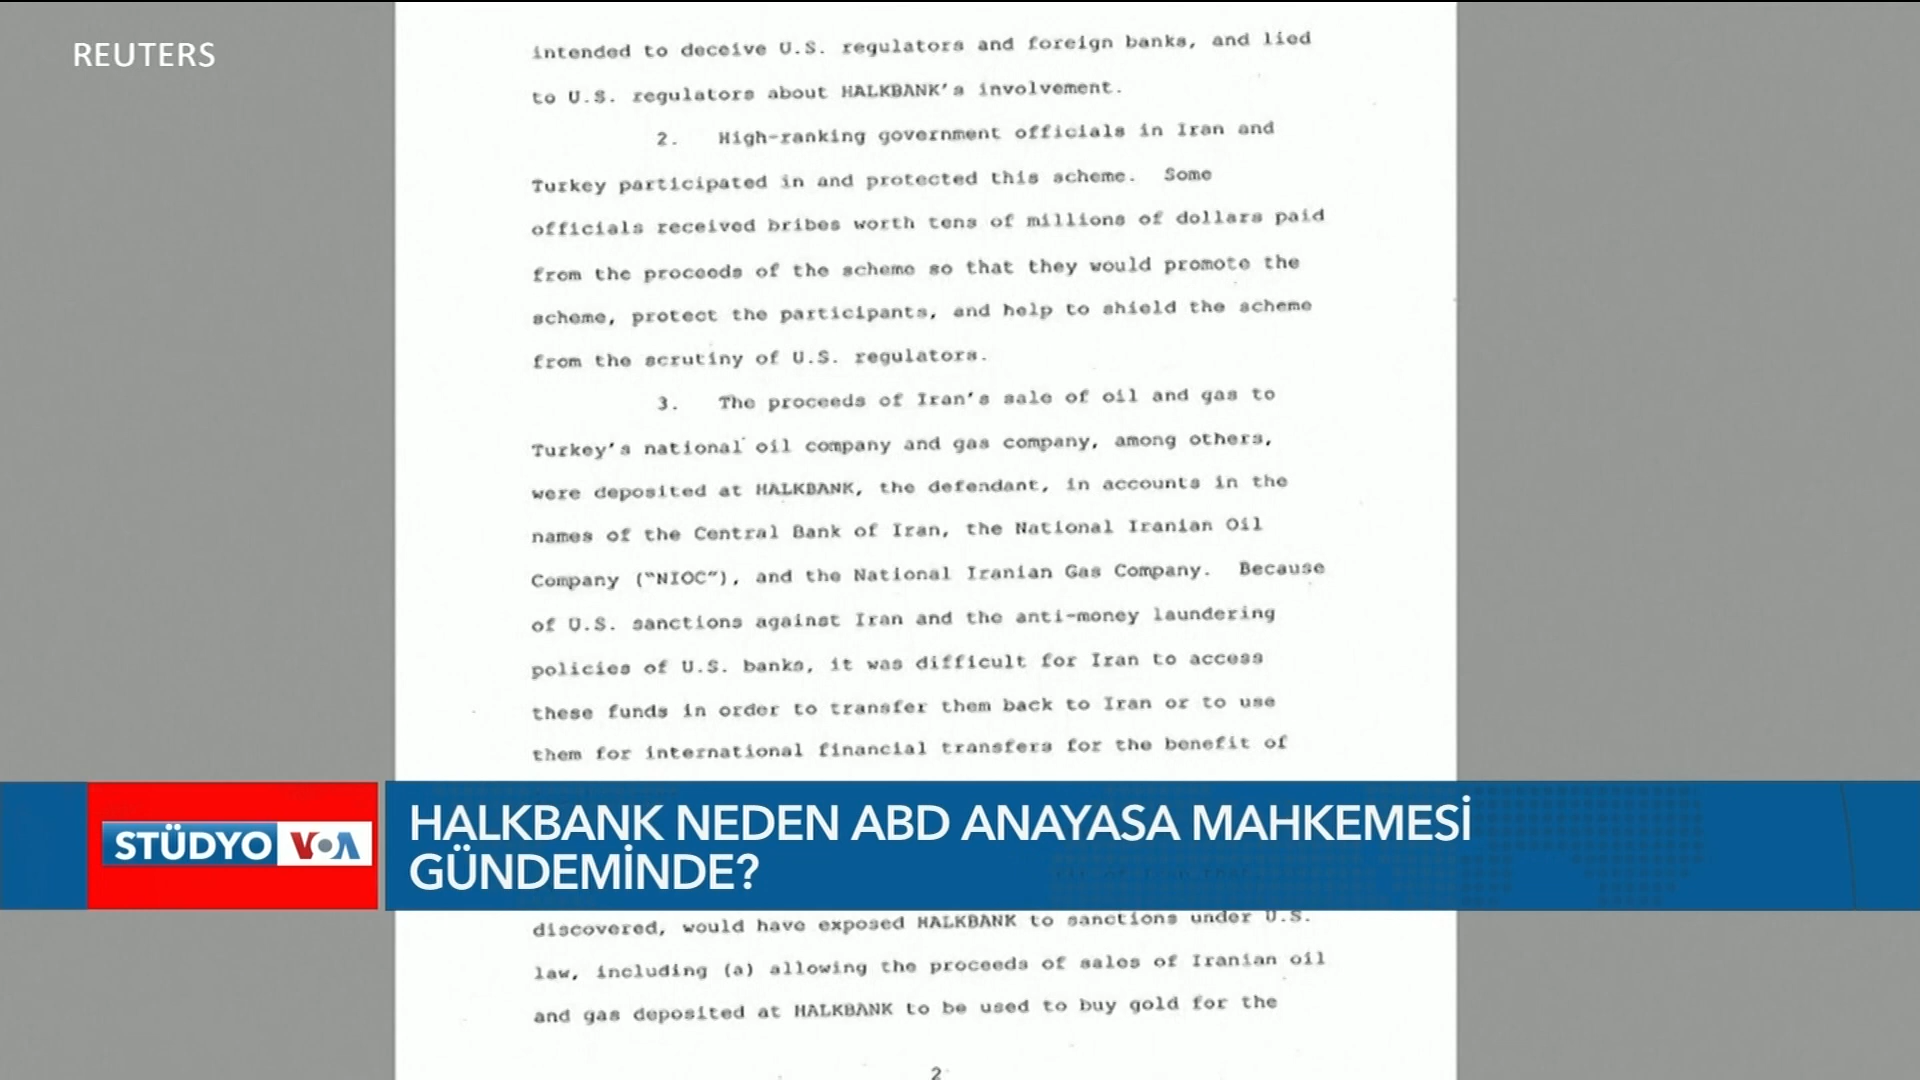 REUTERS
intended to deceive U.S. regulators and foreign banks, and lied
to U.S. regulators about HALKBANK's involvement.
2. High-ranking government officials in Iran and
Turkey participated in and protected this scheme. Some
officials received bribes worth tens of millions of dollars paid
from the proceeds of the scheme so that they would promote the
scheme, protect the participants, and help to shield the scheme
from the scrutiny of U.S. regulators.
3. The proceeds of Iran's sale of oil and gas to
Turkey's national oil company and gas company, among others,
were deposited at HALKBANK, the defendant, in accounts in the
names of the Central Bank of Iran, the National Iranian Oil
Company ("NIOC"), and the National Iranian Gas Company. Because
of U.S. sanctions against Iran and the anti-money laundering
policies of U.S. banks, it was difficult for Iran to access
these funds in order to transfer them back to Iran or to use
them for international financial transfers for the benefit of
STÜDYO VOA
HALKBANK NEDEN ABD ANAYASA MAHKEMESİ
GÜNDEMİNDE?
discovered, would have exposed HALKBANK to sanctions under U.S.
law, including (a) allowing the proceeds of sales of Iranian oil
and gas deposited at HALKBANK to be used to buy gold for the
2